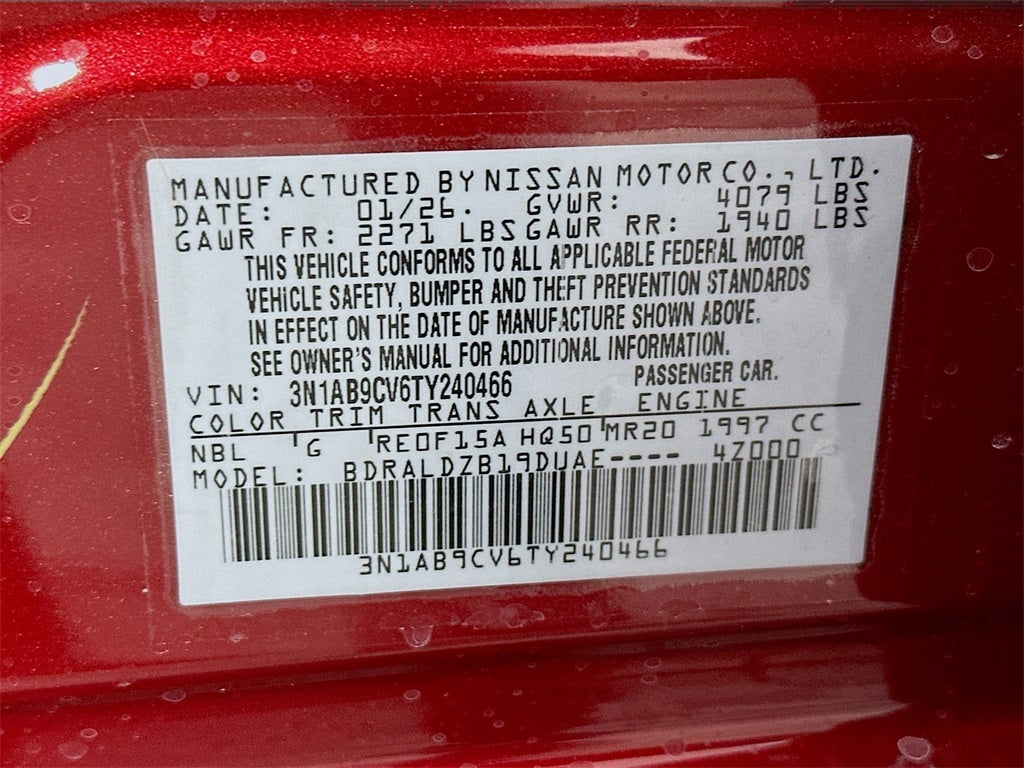 MANUFACTURED BY NISSAN MOTOR CO., LTD.
DATE: 01/26. GVWR: 4079 LBS
GAWR FR: 2271 LBS GAWR RR: 1940 LBS
THIS VEHICLE CONFORMS TO ALL APPLICABLE FEDERAL MOTOR
VEHICLE SAFETY, BUMPER AND THEFT PREVENTION STANDARDS
IN EFFECT ON THE DATE OF MANUFACTURE SHOWN ABOVE.
SEE OWNER'S MANUAL FOR ADDITIONAL INFORMATION.
VIN: 3N1AB9CV6TY240466 PASSENGER CAR.
COLOR TRIM TRANS AXLE ENGINE
NBL G RE0F15A HQ50 MR20 1997 CC
MODEL: BDRALDZB19DUAE---- 4Z000
3N1AB9CV6TY240466